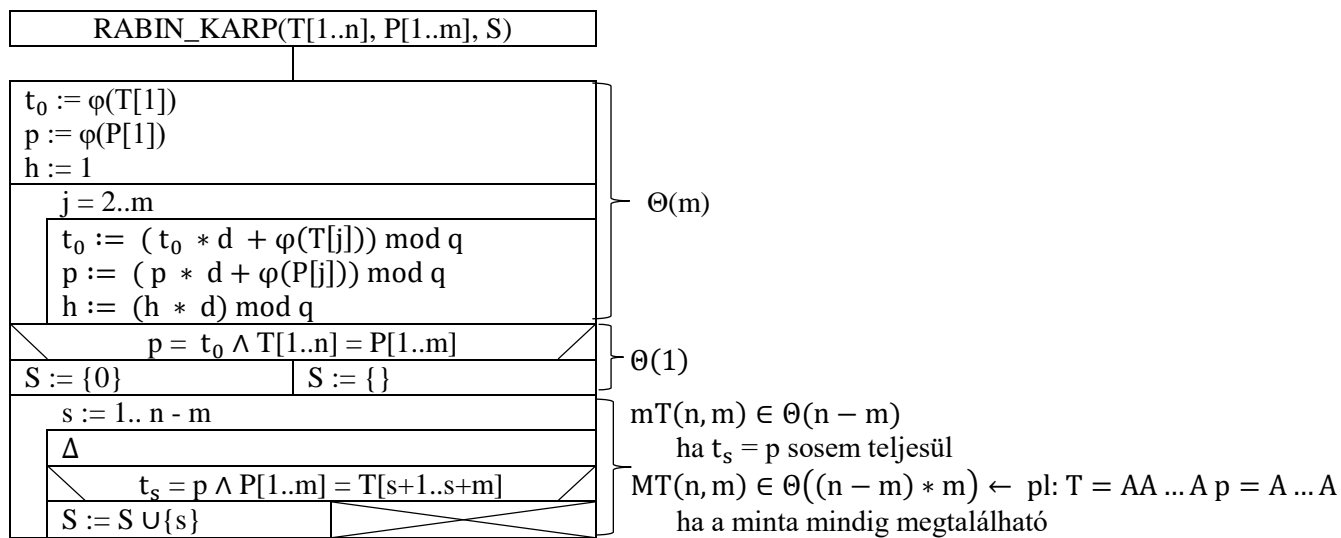 RABIN_KARP(T[1..n], P[1..m], S)
t₀ := φ(T[1])
p := φ(P[1])
h := 1
j = 2..m
t₀ := ( t₀ * d + φ(T[j])) mod q
p := ( p * d + φ(P[j])) mod q
h := (h * d) mod q
Θ(m)
p = t₀ ∧ T[1..n] = P[1..m]
S := {0}
S := {}
Θ(1)
s := 1.. n - m
Δ
tₛ = p ∧ P[1..m] = T[s+1..s+m]
S := S ∪{s}
mT(n, m) ∈ Θ(n − m)
ha tₛ = p sosem teljesül
MT(n, m) ∈ Θ((n − m) * m) ← pl: T = AA … A p = A … A
ha a minta mindig megtalálható